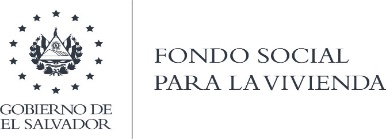 GOBIERNO DE
EL SALVADOR
FONDO SOCIAL
PARA LA VIVIENDA